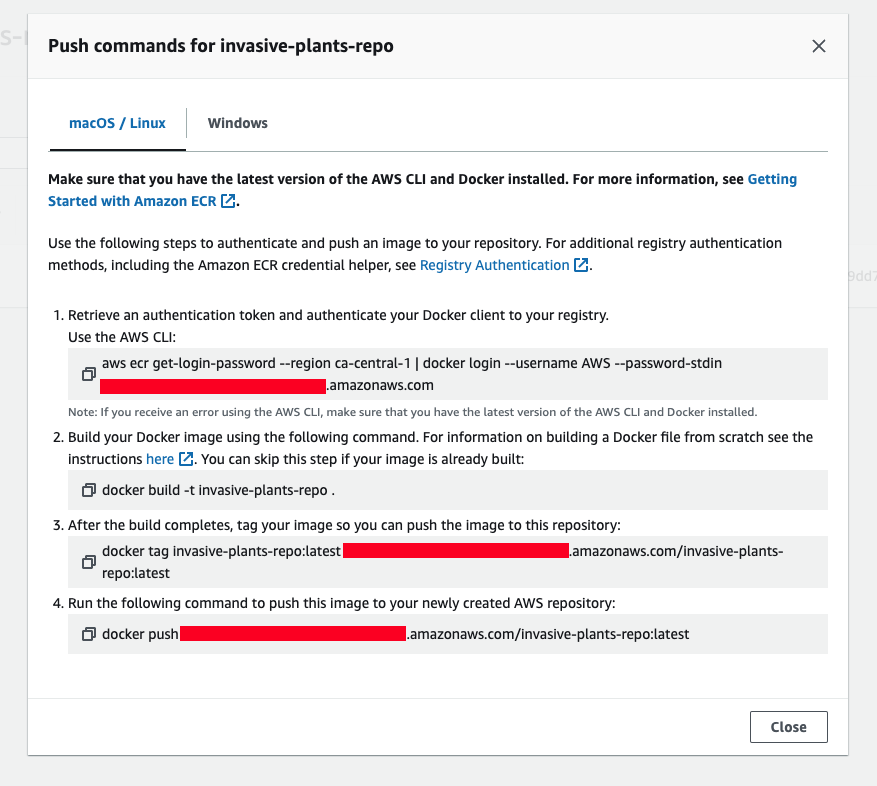 Push commands for invasive-plants-repo
macOS / Linux
Windows
Make sure that you have the latest version of the AWS CLI and Docker installed. For more information, see Getting
Started with Amazon ECR.
Use the following steps to authenticate and push an image to your repository. For additional registry authentication
methods, including the Amazon ECR credential helper, see Registry Authentication.
1. Retrieve an authentication token and authenticate your Docker client to your registry.
Use the AWS CLI:
aws ecr get-login-password --region ca-central-1 | docker login --username AWS --password-stdin
.amazonaws.com
Note: If you receive an error using the AWS CLI, make sure that you have the latest version of the AWS CLI and Docker installed.
2. Build your Docker image using the following command. For information on building a Docker file from scratch see the
instructions here. You can skip this step if your image is already built:
docker build -t invasive-plants-repo .
3. After the build completes, tag your image so you can push the image to this repository:
docker tag invasive-plants-repo:latest .amazonaws.com/invasive-plants-
repo:latest
4. Run the following command to push this image to your newly created AWS repository:
docker push .amazonaws.com/invasive-plants-repo:latest
Close